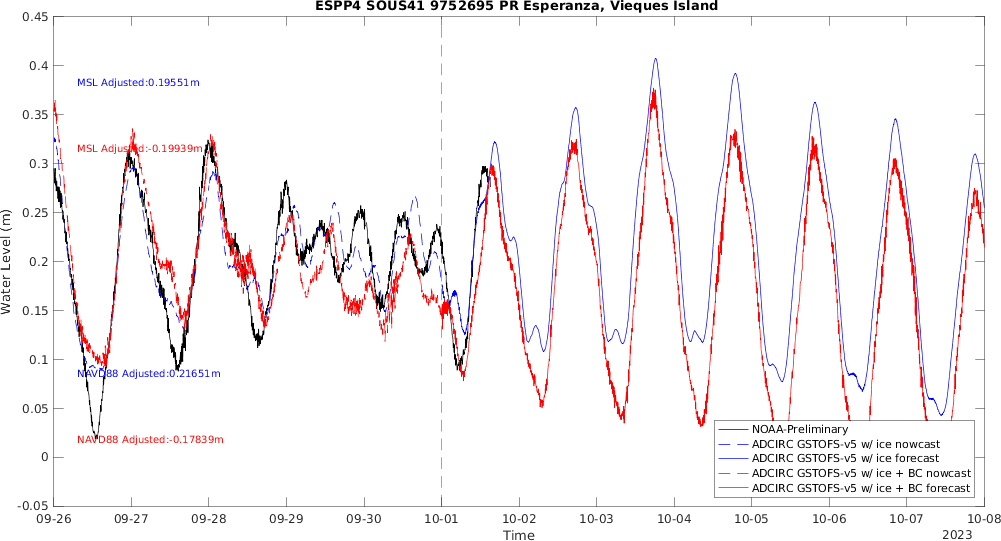 ESPP4 SOUS41 9752695 PR Esperanza, Vieques Island
0.45
0.4
0.35
0.3
0.25
0.2
0.15
0.1
0.05
0
-0.05
Water Level (m)
MSL Adjusted:0.19551m
MSL Adjusted:-0.19939m
NAVD88 Adjusted:0.21651m
NAVD88 Adjusted:-0.17839m
NOAA-Preliminary
ADCIRC GSTOFS-v5 w/ ice nowcast
ADCIRC GSTOFS-v5 w/ ice forecast
ADCIRC GSTOFS-v5 w/ ice + BC nowcast
ADCIRC GSTOFS-v5 w/ ice + BC forecast
09-26 09-27 09-28 09-29 09-30 10-01 10-02 10-03 10-04 10-05 10-06 10-07 10-08
Time
2023